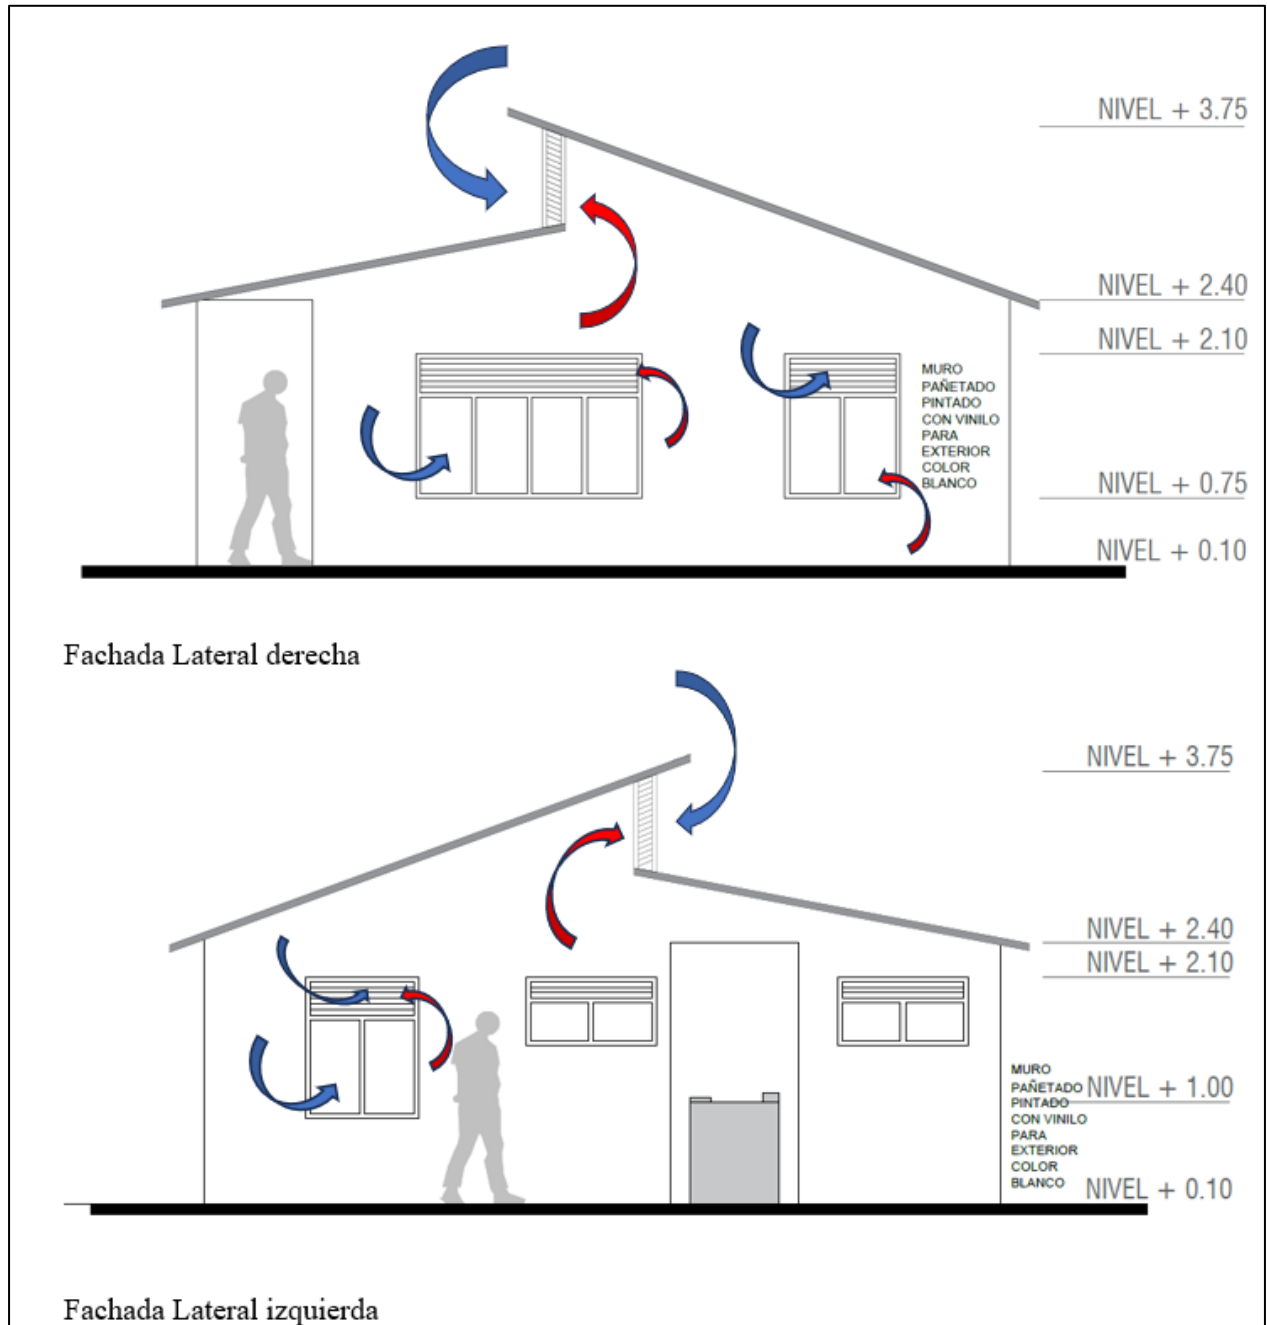 NIVEL + 3.75
NIVEL + 2.40
NIVEL + 2.10
MURO
PAÑETADO
PINTADO
CON VINILO
PARA
EXTERIOR
COLOR
BLANCO
NIVEL + 0.75
NIVEL + 0.10
Fachada Lateral derecha
NIVEL + 3.75
NIVEL + 2.40
NIVEL + 2.10
MURO
PAÑETADO
PINTADO
CON VINILO
PARA
EXTERIOR
COLOR
BLANCO
NIVEL + 1.00
NIVEL + 0.10
Fachada Lateral izquierda